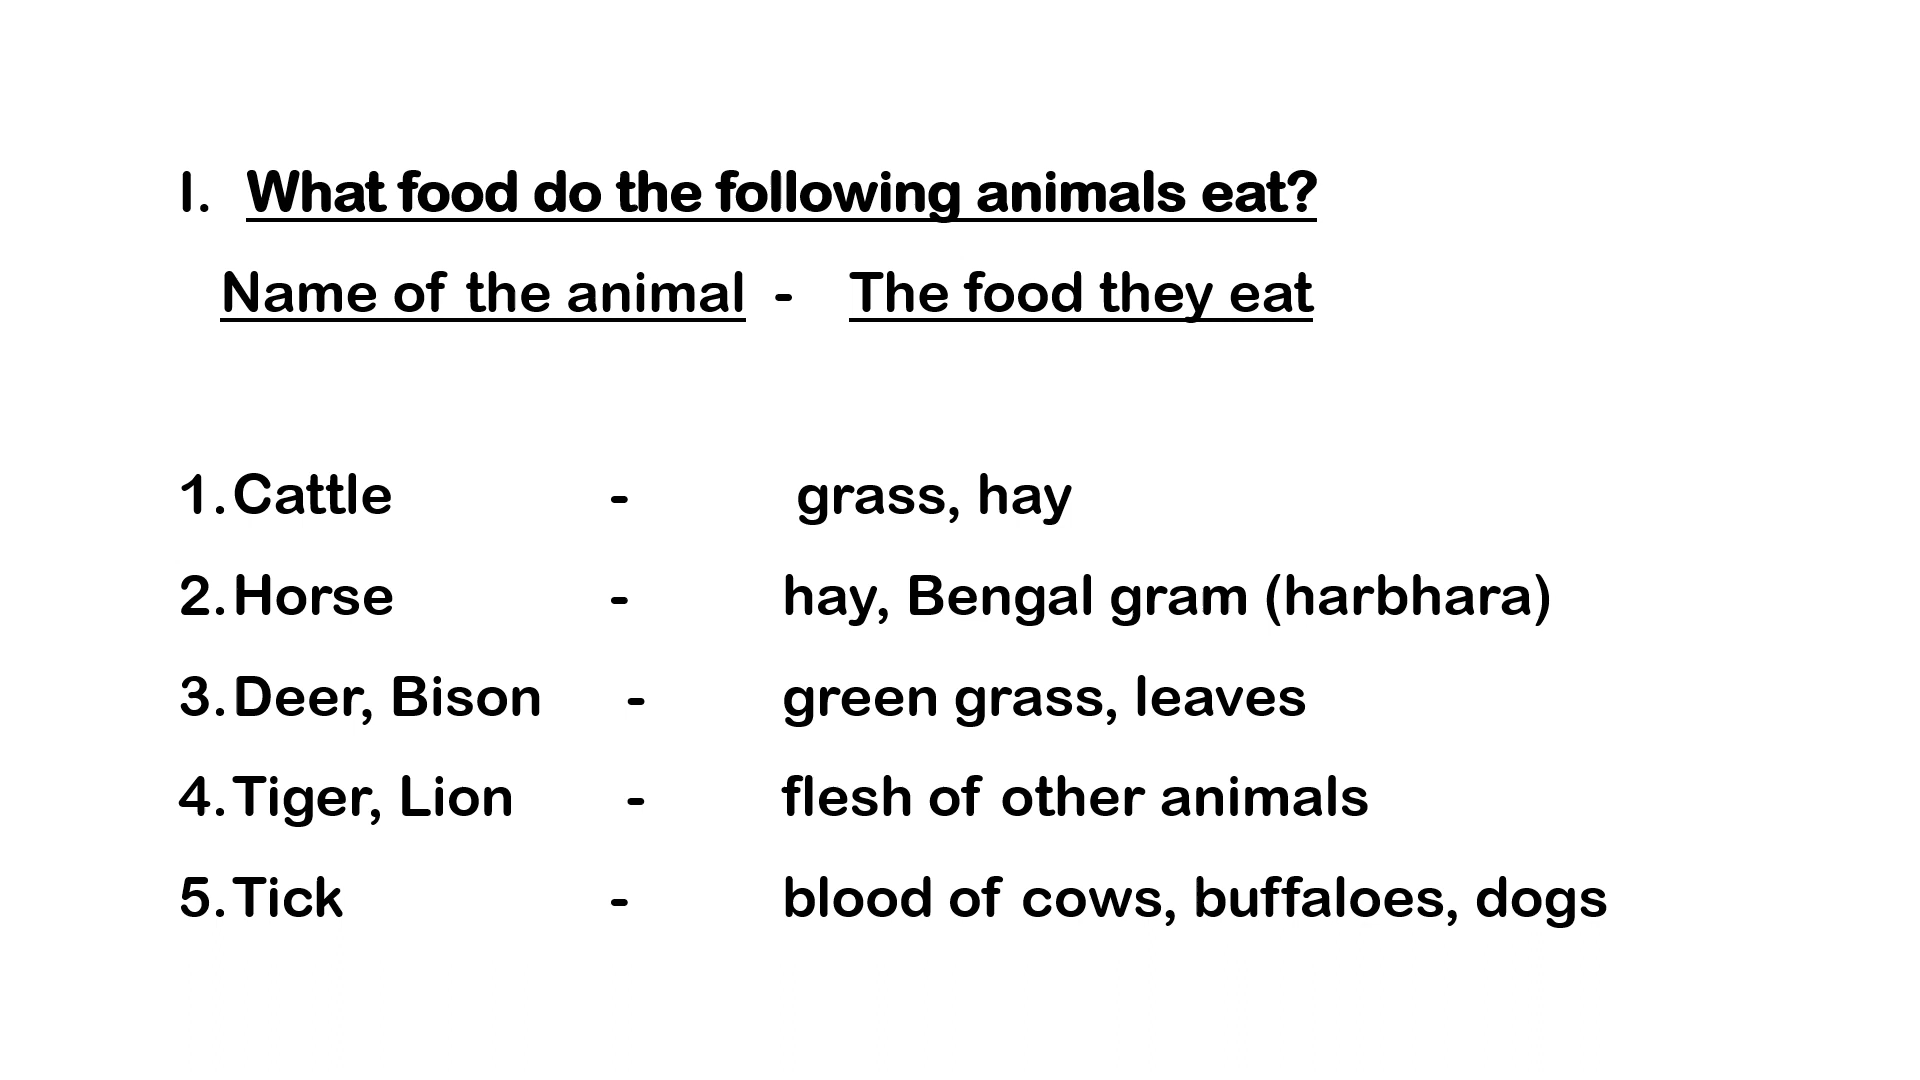 I. What food do the following animals eat?
Name of the animal - The food they eat
1. Cattle - grass, hay
2. Horse - hay, Bengal gram (harbhara)
3. Deer, Bison - green grass, leaves
4. Tiger, Lion - flesh of other animals
5. Tick - blood of cows, buffaloes, dogs